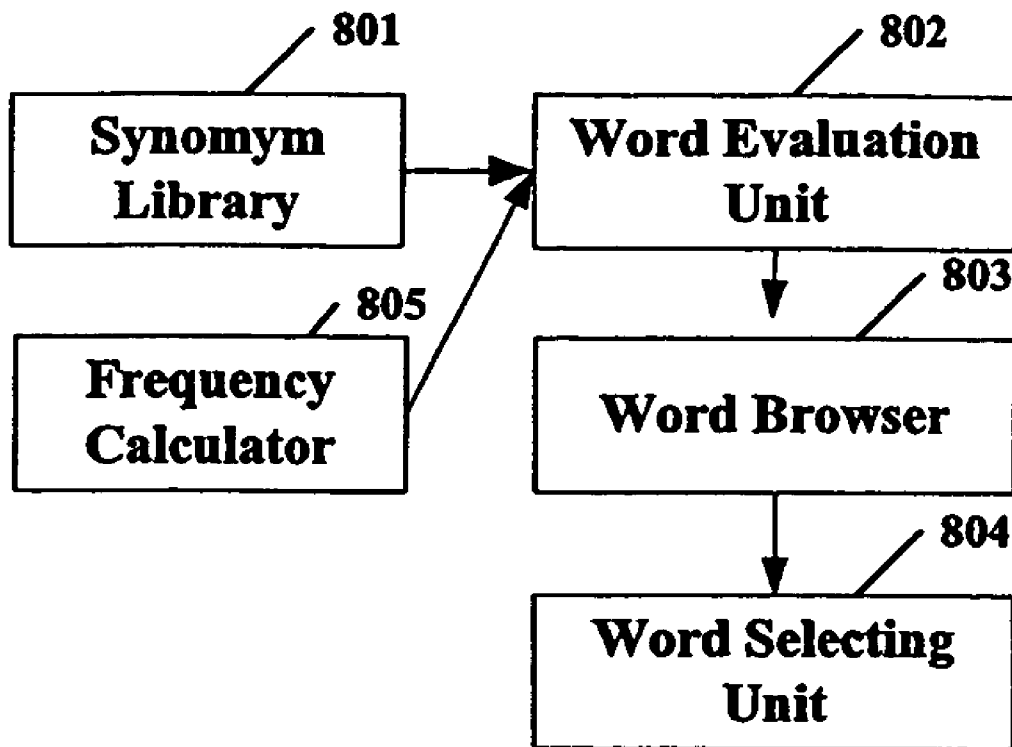 801
Synomym
Library
802
Word Evaluation
Unit
805
Frequency
Calculator
803
Word Browser
804
Word Selecting
Unit